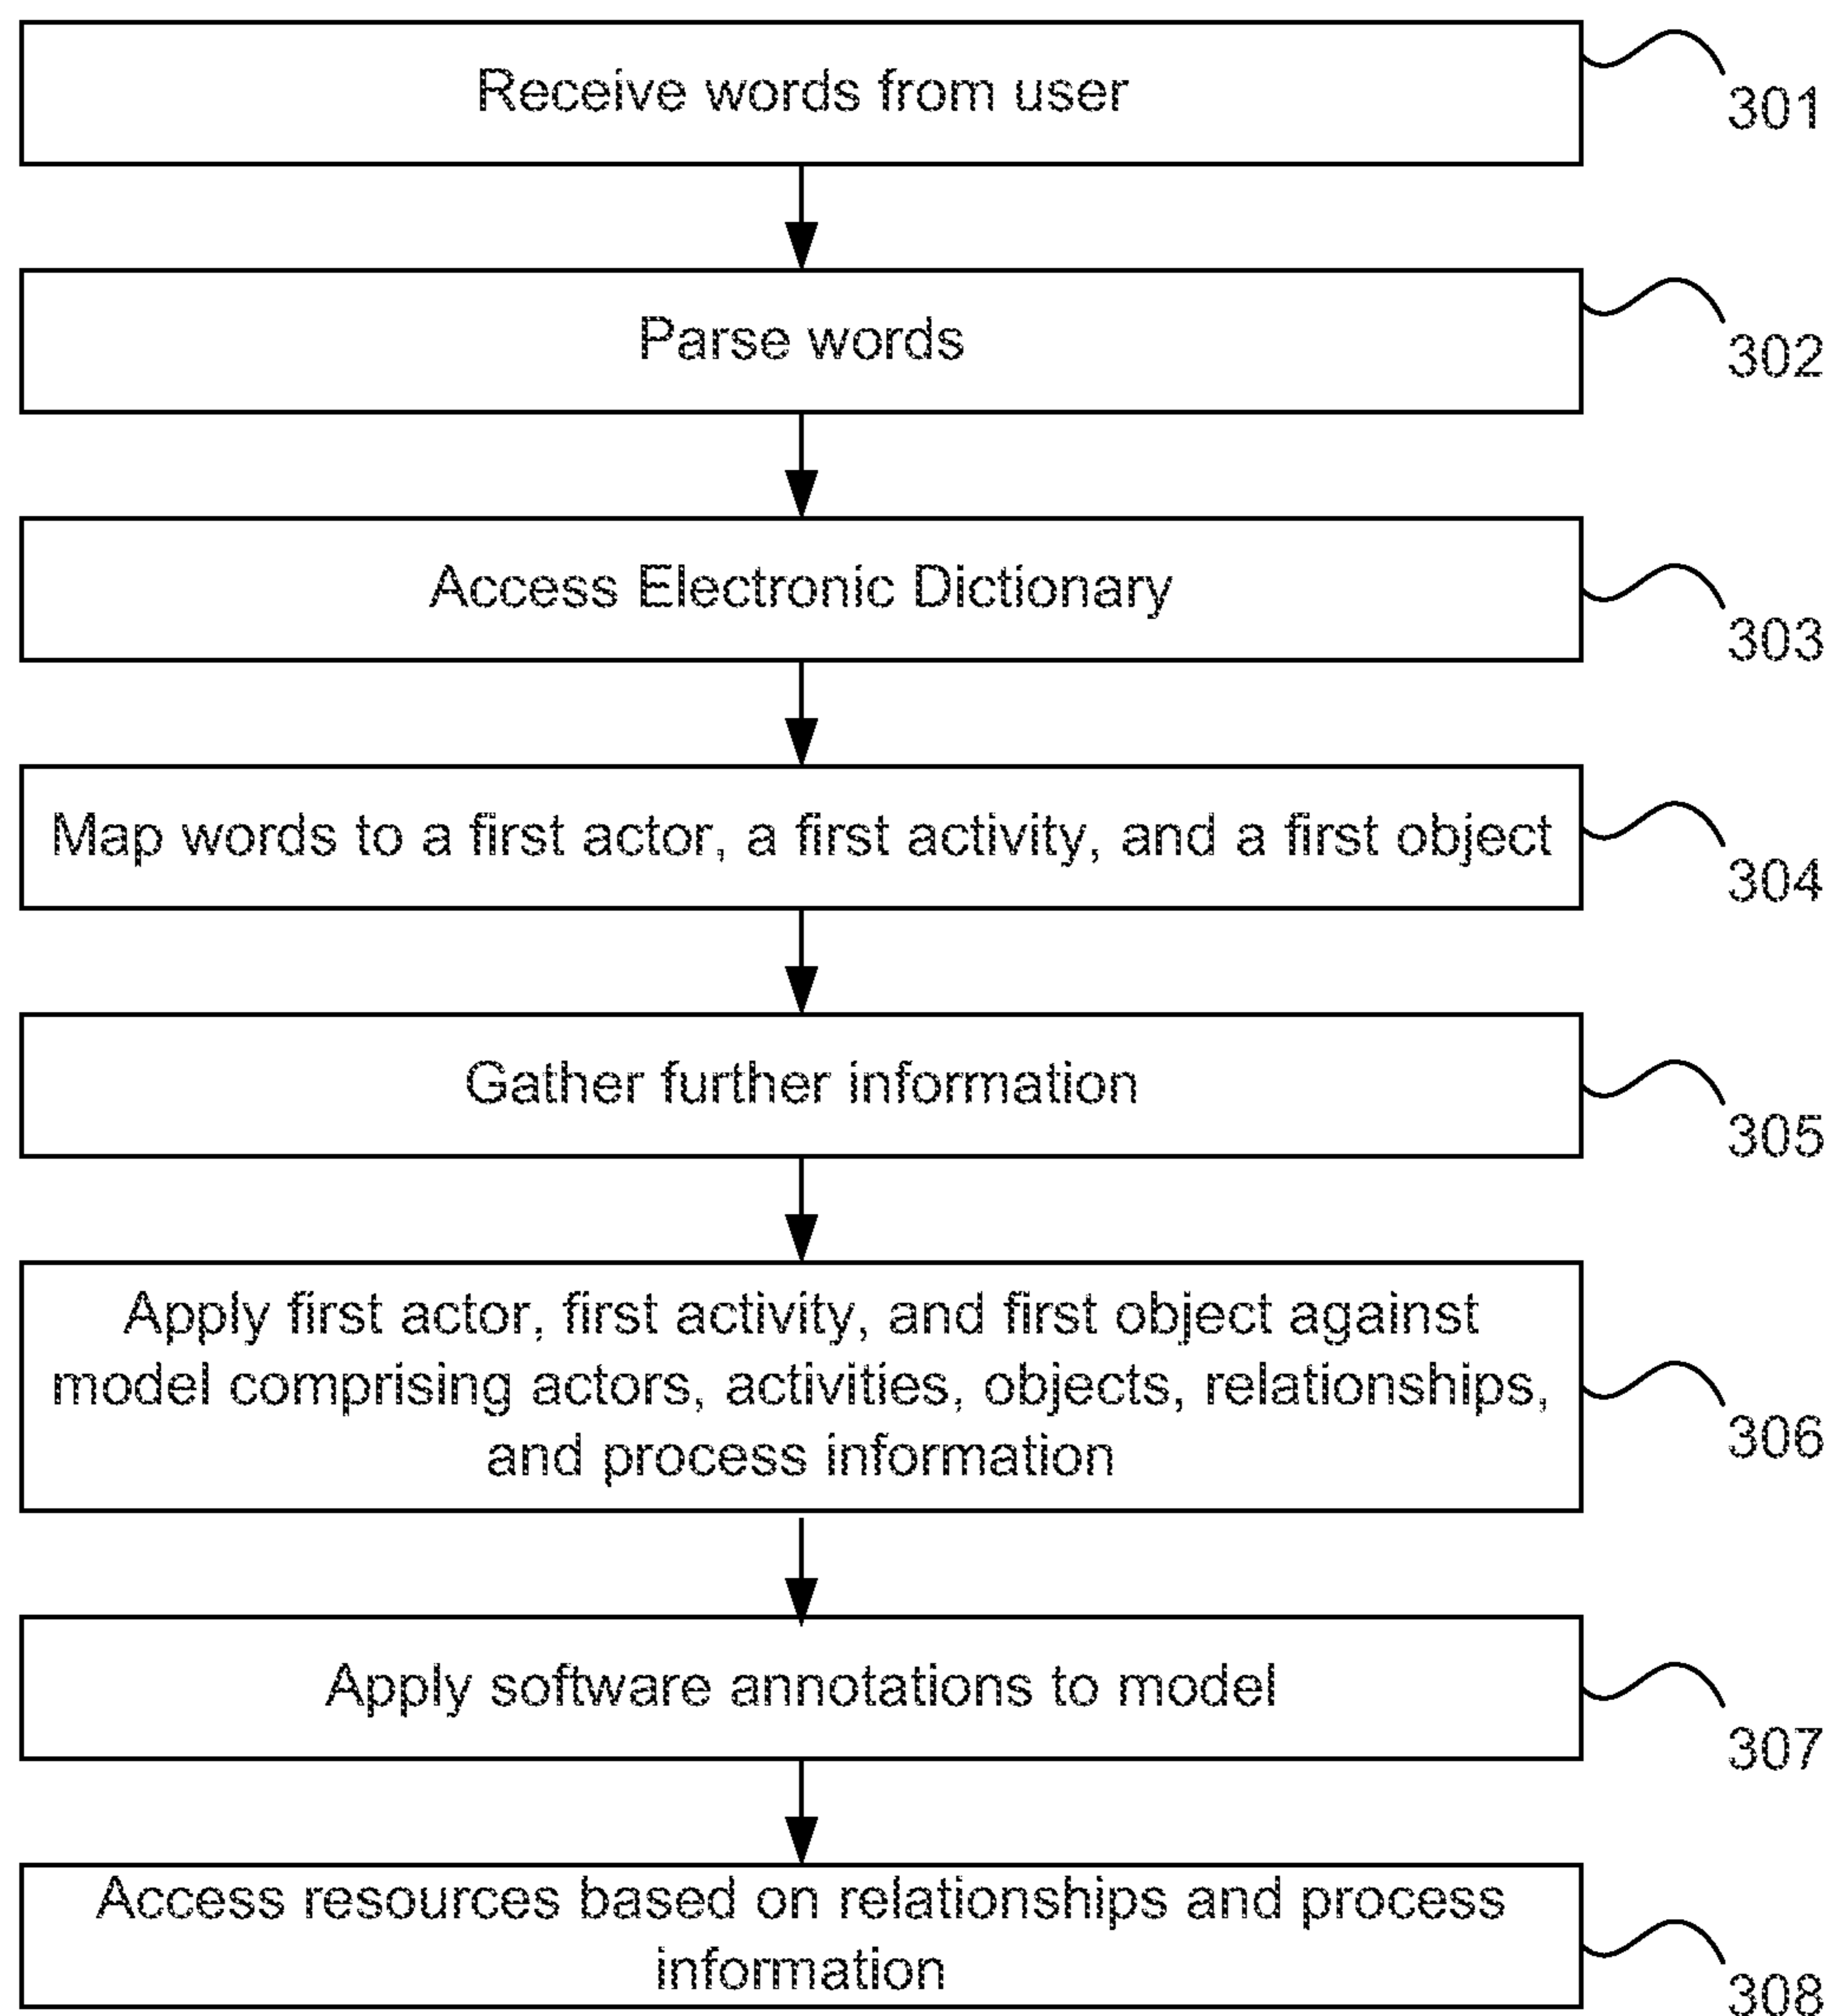 Receive words from user
301
Parse words
302
Access Electronic Dictionary
303
Map words to a first actor, a first activity, and a first object
304
Gather further information
305
Apply first actor, first activity, and first object against
model comprising actors, activities, objects, relationships,
and process information
306
Apply software annotations to model
307
Access resources based on relationships and process
information
308